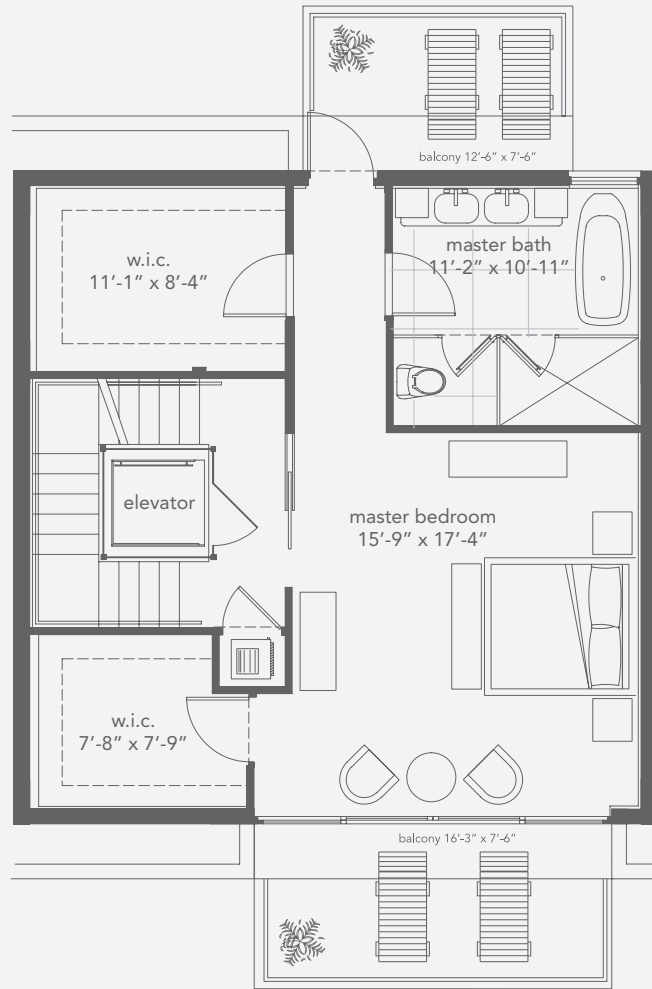 balcony 12’-6” x 7’-6”
w.i.c.
11’-1” x 8’-4”
master bath
11’-2” x 10’-11”
elevator
master bedroom
15’-9” x 17’-4”
w.i.c.
7’-8” x 7’-9”
balcony 16’-3” x 7’-6”